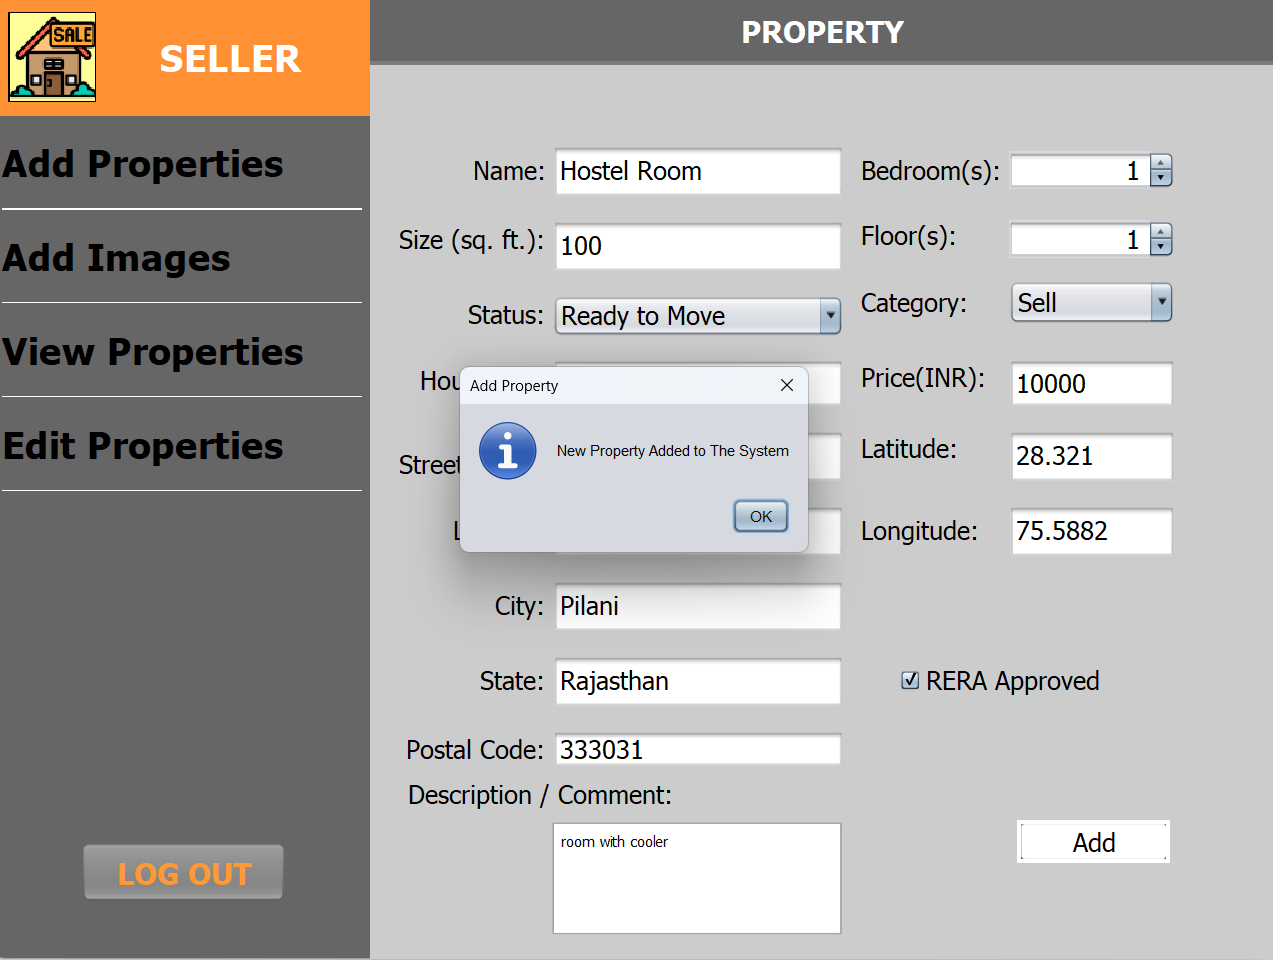 SALE
SELLER
PROPERTY
Add Properties
Add Images
View Properties
Edit Properties
LOG OUT
Name: Hostel Room
Bedroom(s): 1
Size (sq. ft.): 100
Floor(s): 1
Status: Ready to Move
Category: Sell
Price(INR): 10000
Add Property
New Property Added to The System
OK
Street
Latitude: 28.321
Longitude: 75.5882
City: Pilani
State: Rajasthan
RERA Approved
Postal Code: 333031
Description / Comment:
room with cooler
Add